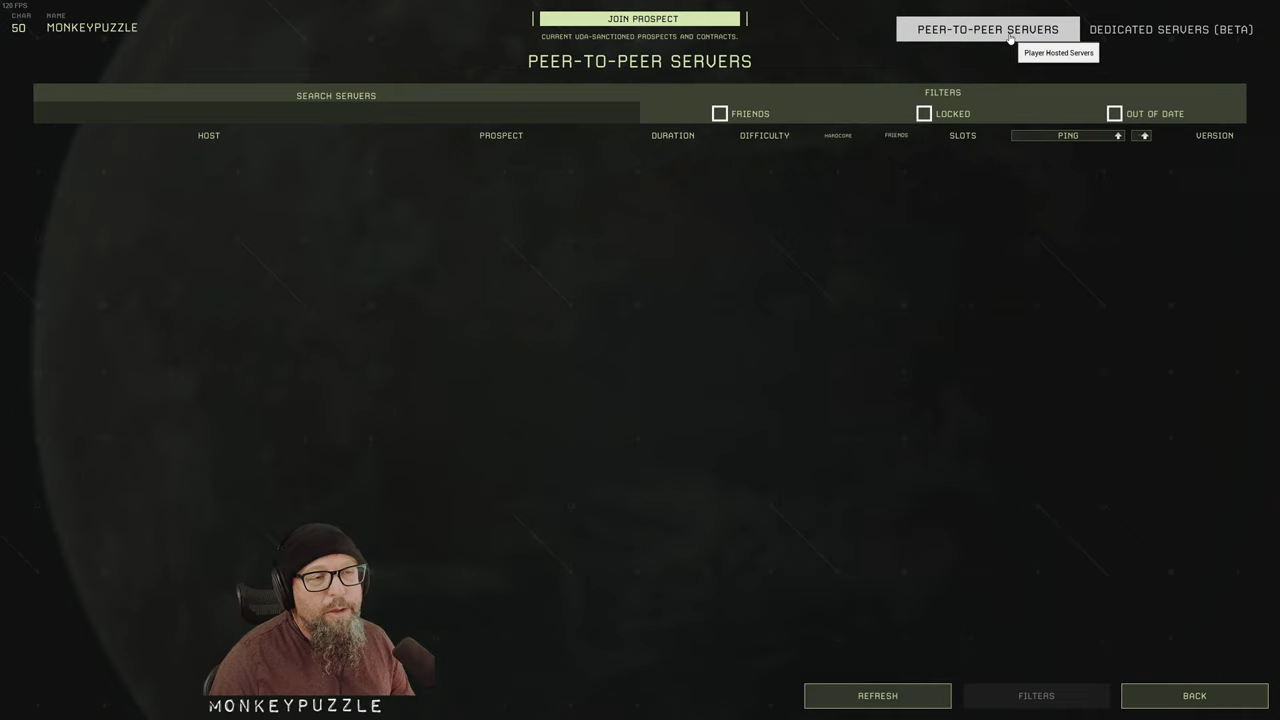 120 FPS
CHAR NAME
50 MONKEYPUZZLE
JOIN PROSPECT
CURRENT UDA-SANCTIONED PROSPECTS AND CONTRACTS.
PEER-TO-PEER SERVERS
PEER-TO-PEER SERVERS DEDICATED SERVERS (BETA)
Player Hosted Servers
SEARCH SERVERS
FILTERS
FRIENDS LOCKED OUT OF DATE
HOST PROSPECT DURATION DIFFICULTY HARDCORE FRIENDS SLOTS PING VERSION
MONKEYPUZZLE
REFRESH FILTERS BACK